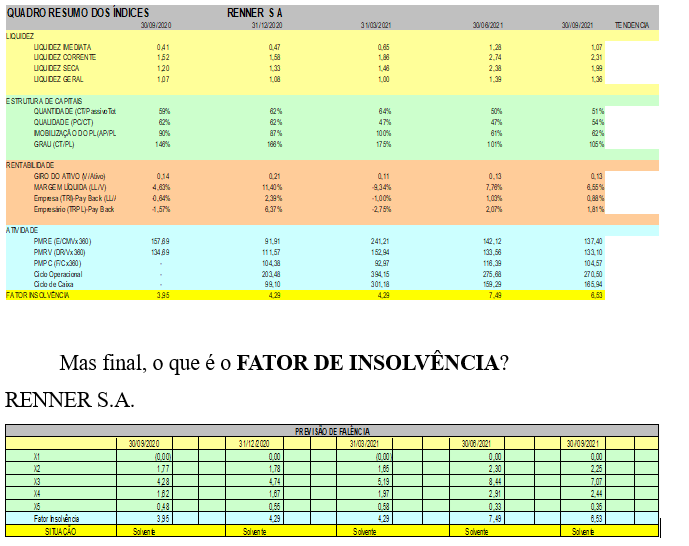 QUADRO RESUMO DOS ÍNDICES RENNER S A
30/09/2020 31/12/2020 31/03/2021 30/06/2021 30//09/2021 TENDENCIA
LIQUIDEZ
LIQUIDEZ IMEDIATA 0,41 0,47 0,65 1,28 1,07
LIQUIDEZ CORRENTE 1,52 1,58 1,86 2,74 2,31
LIQUIDEZ SECA 1,20 1,33 1,46 2,38 1,99
LIQUIDEZ GERAL 1,07 1,08 1,00 1,39 1,36
ESTRUTURA DE CAPITAIS
QUANTIDADE (CT/PassivoTot 59% 62% 64% 50% 51%
QUALIDADE (PC/CT) 62% 62% 47% 47% 54%
IMOBILIZAÇÃO DO PL(AP/PL 90% 87% 100% 61% 62%
GRAU (CT/PL) 146% 166% 175% 101% 105%
RENTABILIDADE
GIRO DO ATIVO (V/Ativo) 0,14 0,21 0,11 0,13 0,13
MARGEM LÍQUIDA (LL/V) -4,63% 11,40% -9,34% 7,76% 6,55%
Empresa (TRI)-Pay Back (LL/ -0,64% 2,39% -1,00% 1,03% 0,88%
Empresário (TRPL)-Pay Back -1,57% 6,37% -2,75% 2,07% 1,81%
ATIVIDADE
PMRE (E/CMVx360) 157,69 91,91 241,21 142,12 137,40
PMRV (DR/Vx360) 134,69 111,57 152,94 133,56 133,10
PMPC (F/Cx360) - 104,38 92,97 116,39 104,57
Ciclo Operacional - 203,48 394,15 275,68 270,50
Ciclo de Caixa - 99,10 301,18 159,29 165,94
FATOR INSOLVÊNCIA 3,95 4,29 4,29 7,49 6,53
Mas final, o que é o FATOR DE INSOLVÊNCIA?
RENNER S.A.
PREVISÃO DE FALÊNCIA
30/09/2020 31/12/2020 31/03/2021 30/06/2021 30//09/2021
X1 (0,00) 0,00 (0,00) 0,00 0,00
X2 1,77 1,78 1,65 2,30 2,25
X3 4,28 4,74 5,19 8,44 7,07
X4 1,62 1,67 1,97 2,91 2,44
X5 0,48 0,55 0,58 0,33 0,35
Fator Insolvência 3,95 4,29 4,29 7,49 6,53
SITUAÇÃO Solvente Solvente Solvente Solvente Solvente